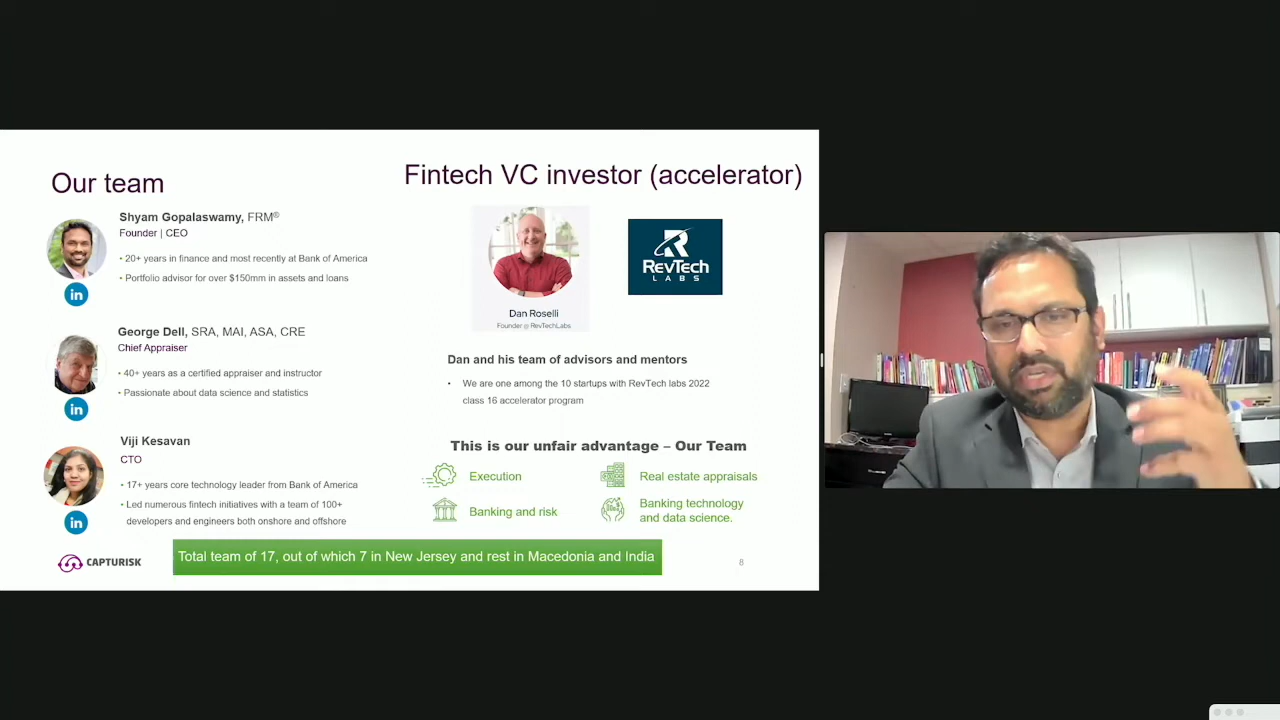 Our team
Shyam Gopalaswamy, FRM®
Founder | CEO
• 20+ years in finance and most recently at Bank of America
• Portfolio advisor for over $150mm in assets and loans
in
George Dell, SRA, MAI, ASA, CRE
Chief Appraiser
• 40+ years as a certified appraiser and instructor
• Passionate about data science and statistics
in
Viji Kesavan
CTO
• 17+ years core technology leader from Bank of America
• Led numerous fintech initiatives with a team of 100+
developers and engineers both onshore and offshore
in
Fintech VC investor (accelerator)
Dan Roselli
Founder @ RevTechLabs
REVTECH
LABS
Dan and his team of advisors and mentors
• We are one among the 10 startups with RevTech labs 2022
class 16 accelerator program
This is our unfair advantage – Our Team
Execution
Real estate appraisals
Banking and risk
Banking technology
and data science.
CAPTURISK
Total team of 17, out of which 7 in New Jersey and rest in Macedonia and India
8